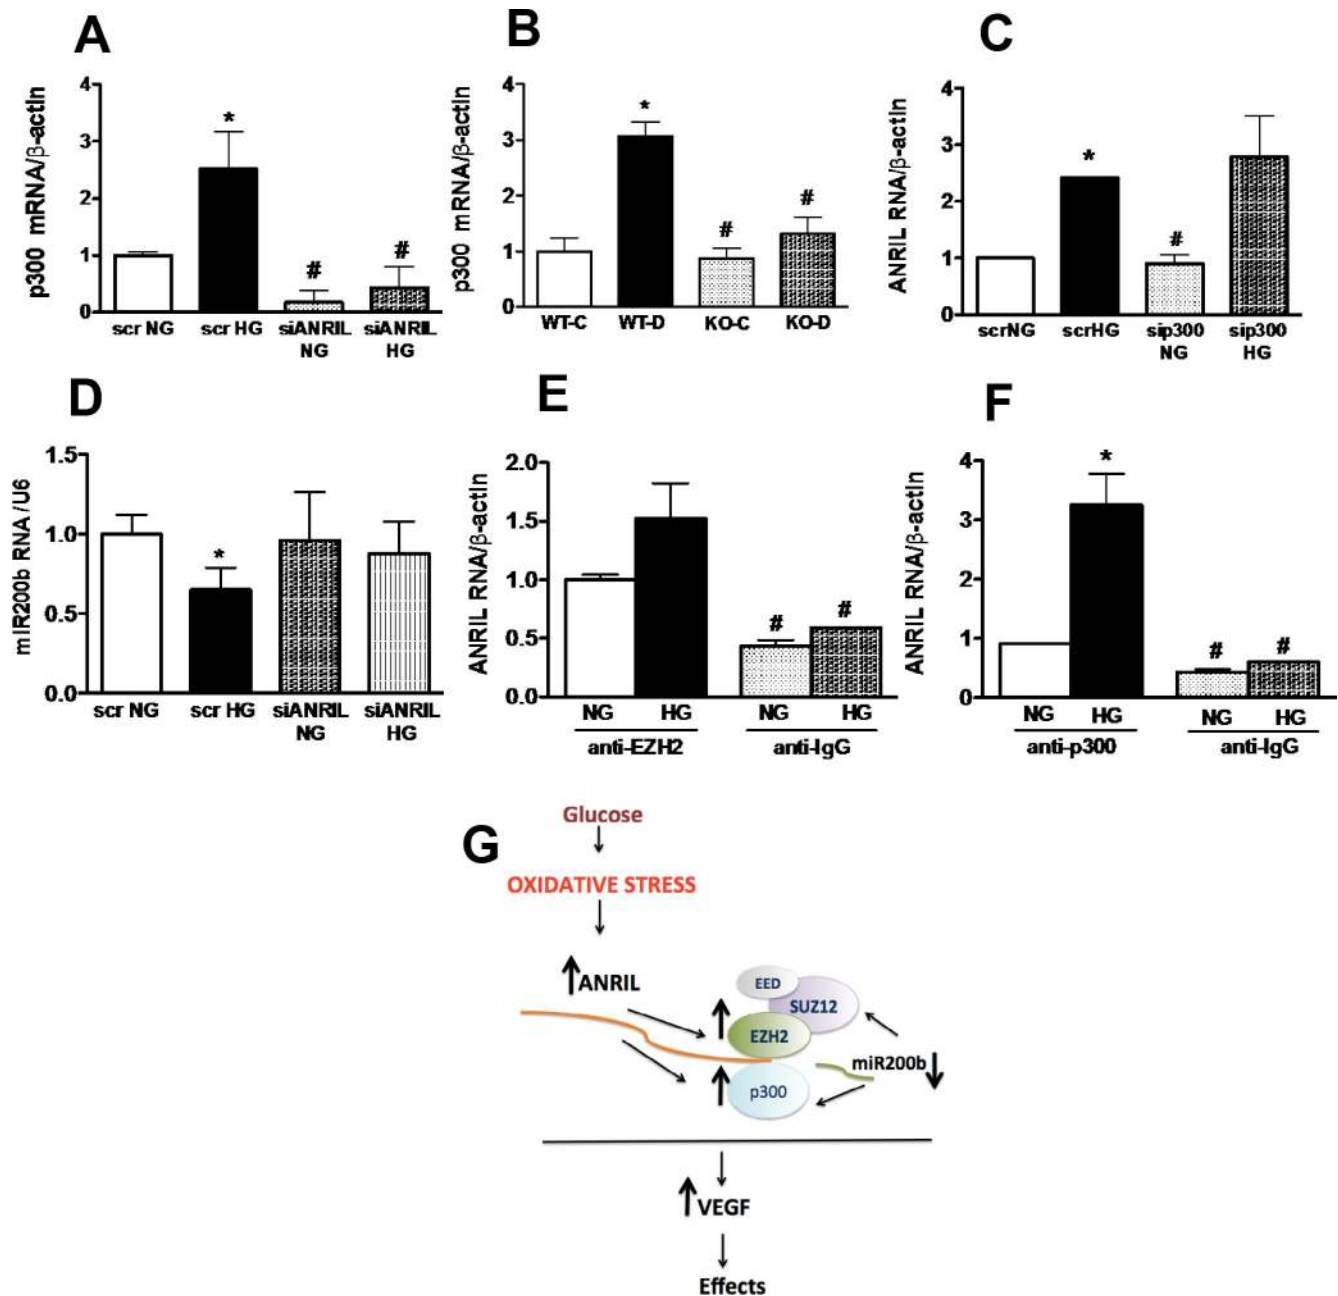 A
p300 mRNA/β-actin
4
3
2
1
0
*
#
#
scr NG
scr HG
siANRIL NG
siANRIL HG
B
p300 mRNA/β-actin
4
3
2
1
0
*
#
#
WT-C
WT-D
KO-C
KO-D
C
ANRIL RNA/β-actin
4
3
2
1
0
*
#
scrNG
scrHG
sip300 NG
sip300 HG
D
miR200b RNA/U6
1.5
1.0
0.5
0.0
*
scr NG
scr HG
siANRIL NG
siANRIL HG
E
ANRIL RNA/β-actin
2.0
1.5
1.0
0.5
0.0
#
#
NG
HG
NG
HG
anti-EZH2
anti-IgG
F
ANRIL RNA/β-actin
4
3
2
1
0
*
#
#
NG
HG
NG
HG
anti-p300
anti-IgG
G
Glucose
OXIDATIVE STRESS
ANRIL
EED
SUZ12
EZH2
miR200b
p300
VEGF
Effects